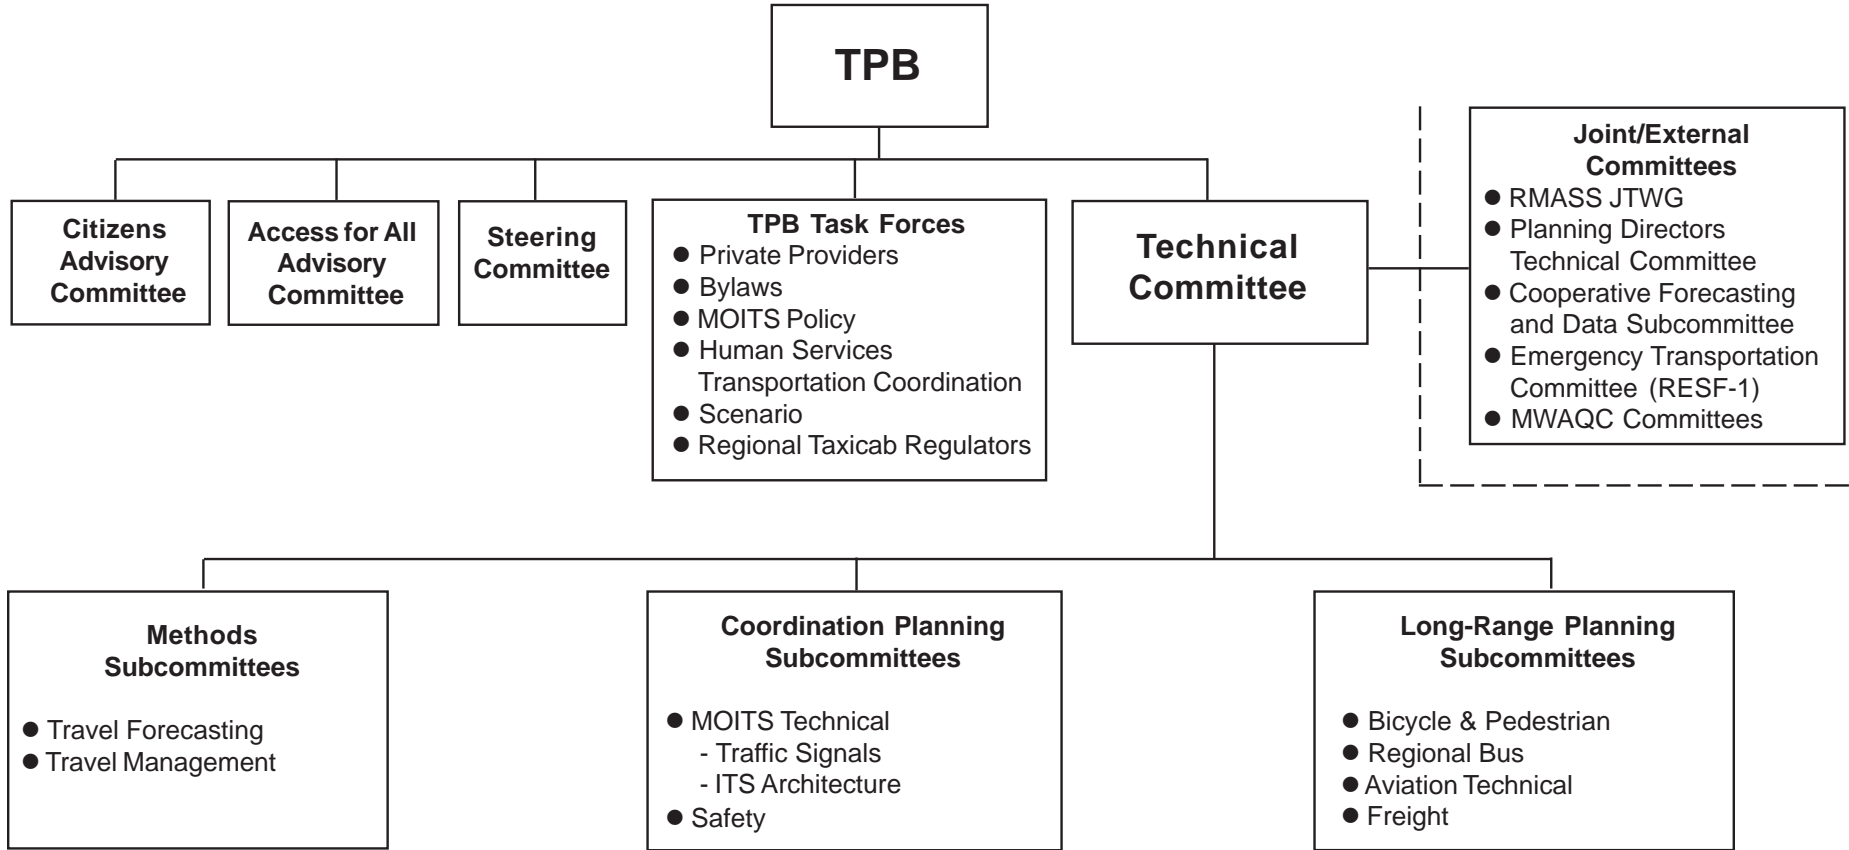 TPB
Citizens
Advisory
Committee
Access for All
Advisory
Committee
Steering
Committee
TPB Task Forces
● Private Providers
● Bylaws
● MOITS Policy
● Human Services
Transportation Coordination
● Scenario
● Regional Taxicab Regulators
Technical
Committee
Joint/External
Committees
● RMASS JTWG
● Planning Directors
Technical Committee
● Cooperative Forecasting
and Data Subcommittee
● Emergency Transportation
Committee (RESF-1)
● MWAQC Committees
Methods
Subcommittees
● Travel Forecasting
● Travel Management
Coordination Planning
Subcommittees
● MOITS Technical
- Traffic Signals
- ITS Architecture
● Safety
Long-Range Planning
Subcommittees
● Bicycle & Pedestrian
● Regional Bus
● Aviation Technical
● Freight